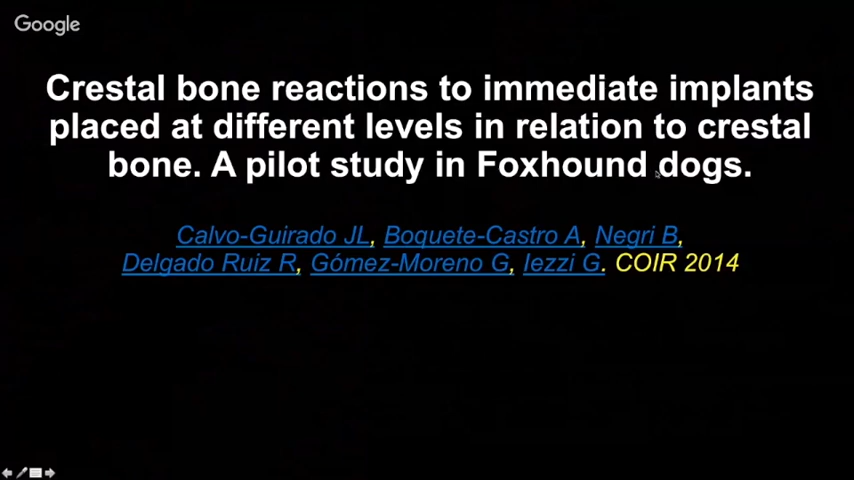 Google
Crestal bone reactions to immediate implants
placed at different levels in relation to crestal
bone. A pilot study in Foxhound dogs.
Calvo-Guirado JL, Boquete-Castro A, Negri B,
Delgado Ruiz R, Gómez-Moreno G, Iezzi G. COIR 2014